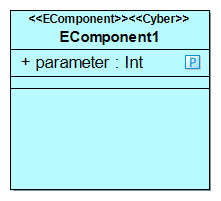 <<EComponent>><<Cyber>>
EComponent1
+ parameter : Int P